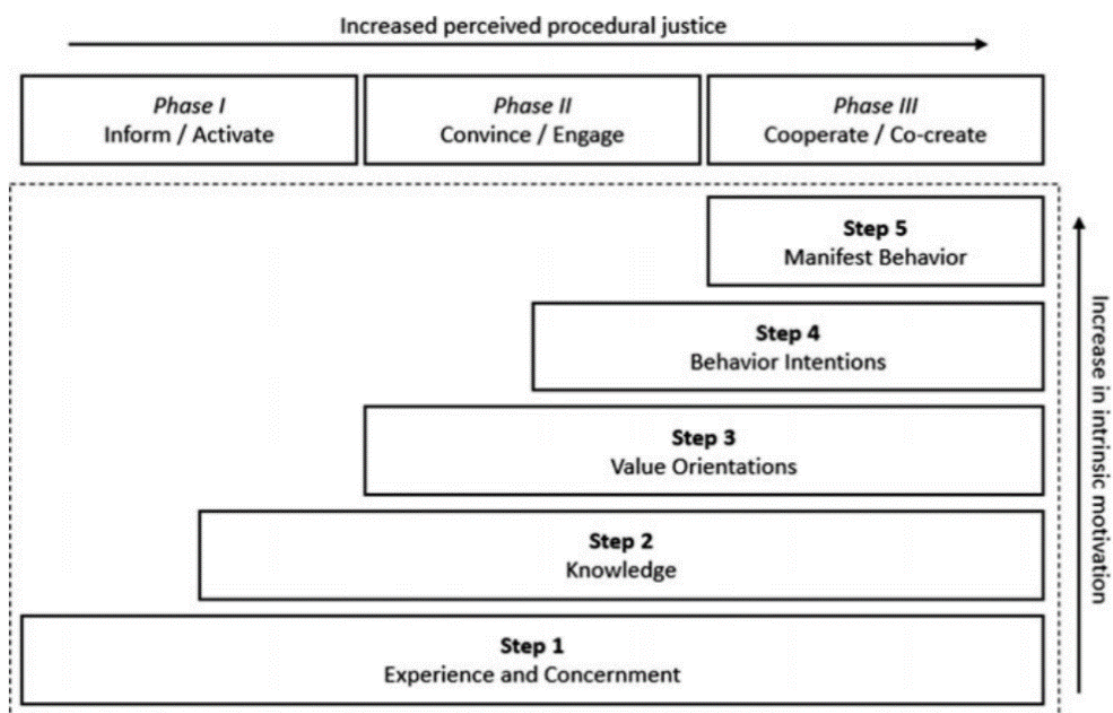 Increased perceived procedural justice
Phase I
Inform / Activate
Phase II
Convince / Engage
Phase III
Cooperate / Co-create
Step 5
Manifest Behavior
Step 4
Behavior Intentions
Step 3
Value Orientations
Step 2
Knowledge
Step 1
Experience and Concernment
Increase in intrinsic motivation